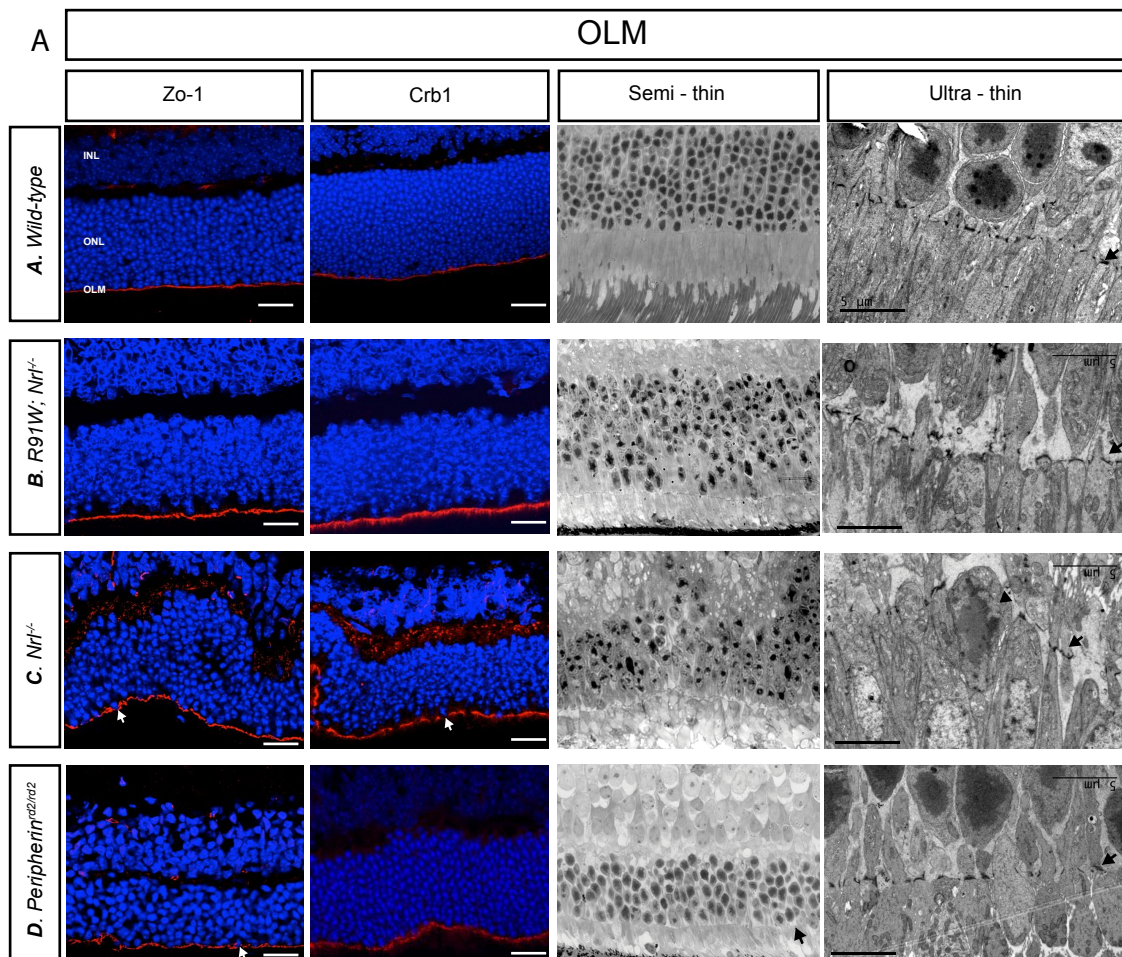 A
OLM
Zo-1
Crb1
Semi - thin
Ultra - thin
A. Wild-type
INL
ONL
OLM
5 µm
B. R91W; Nrl-/-
O
5 µm
C. Nrl-/-
5 µm
D. Peripherinrd2/rd2
5 µm